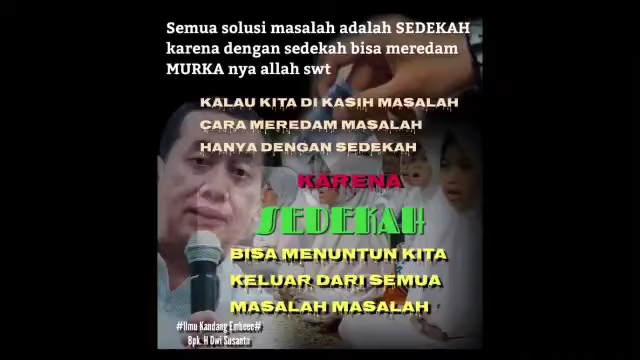 Semua solusi masalah adalah SEDEKAH
karena dengan sedekah bisa meredam
MURKA nya allah swt
KALAU KITA DI KASIH MASALAH
CARA MEREDAM MASALAH
HANYA DENGAN SEDEKAH
KARENA
SEDEKAH
BISA MENUNTUN KITA
KELUAR DARI SEMUA
MASALAH MASALAH
#Ilmu Kandang Embeee#
Bpk. H Dwi Susanto